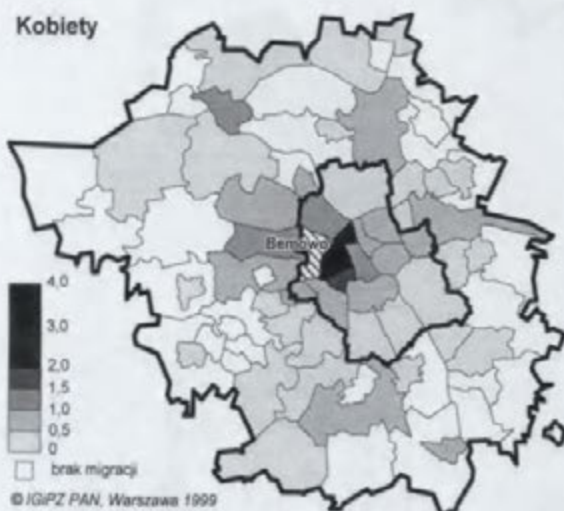 Kobiety
Bemowo
4,0
3,0
2,0
1,5
1,0
0,5
0
brak migracji
© IGiPZ PAN, Warszawa 1999